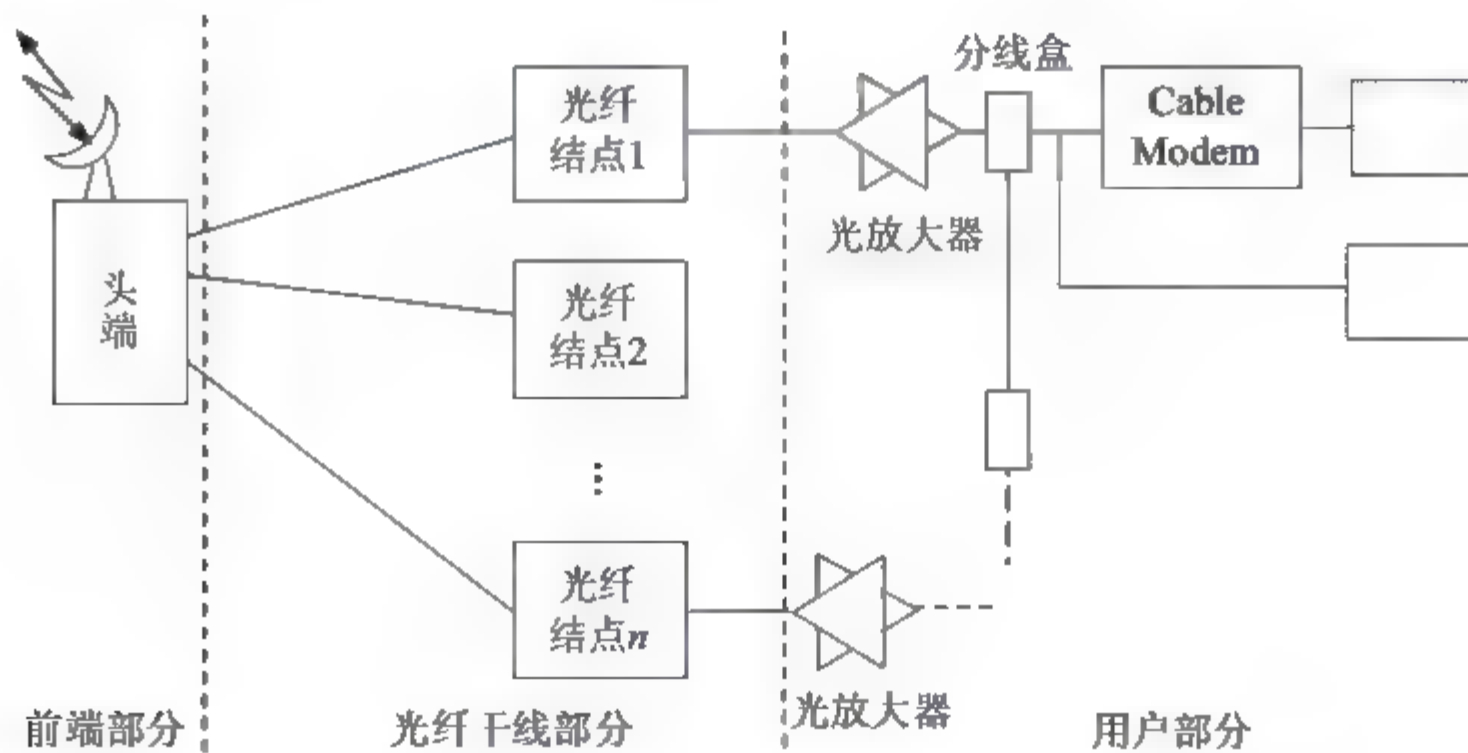 分线盒
光纤
结点1
Cable
Modem
光放大器
头
端
光纤
结点2
光纤
结点n
光放大器
前端部分
光纤干线部分
用户部分